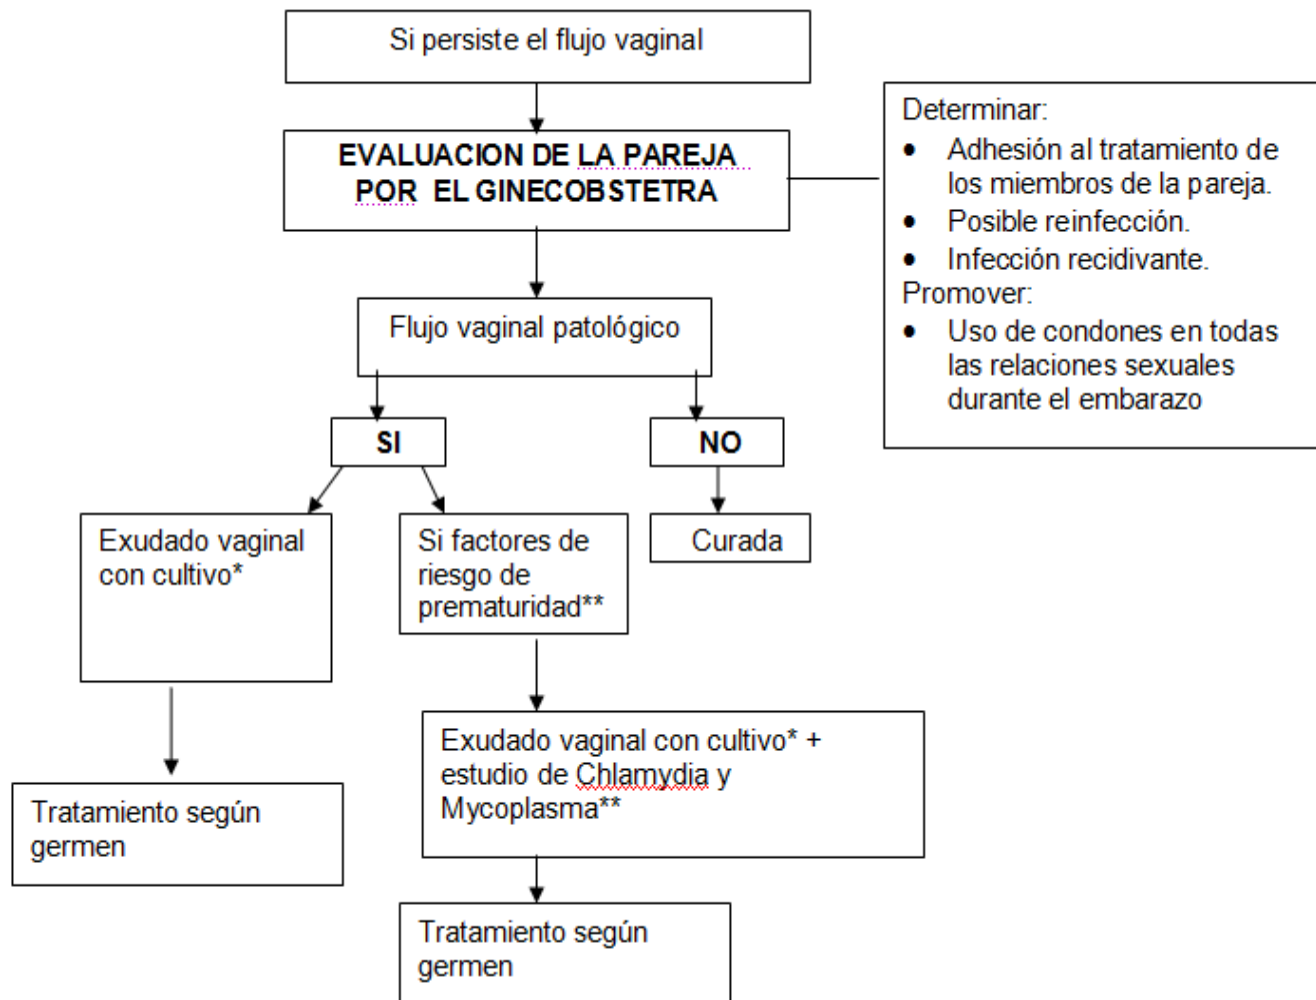 Si persiste el flujo vaginal
EVALUACION DE LA PAREJA
POR EL GINECOBSTETRA
Determinar:
• Adhesión al tratamiento de
los miembros de la pareja.
• Posible reinfección.
• Infección recidivante.
Promover:
• Uso de condones en todas
las relaciones sexuales
durante el embarazo
Flujo vaginal patológico
SI
NO
Exudado vaginal
con cultivo*
Si factores de
riesgo de
prematuridad**
Curada
Exudado vaginal con cultivo* +
estudio de Chlamydia y
Mycoplasma**
Tratamiento según
germen
Tratamiento según
germen